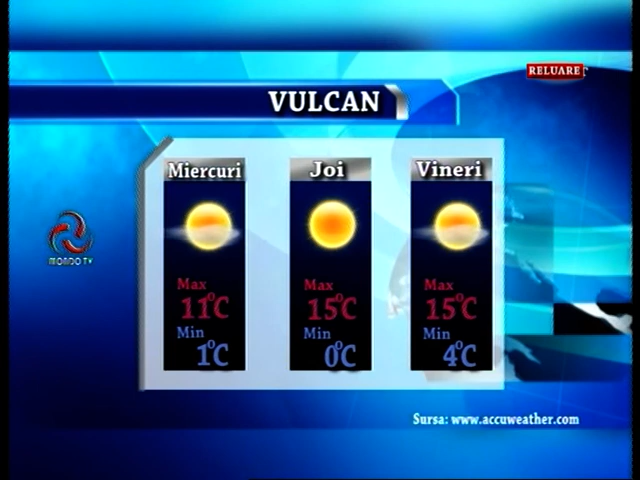 RELUARE
VULCAN
Miercuri Joi Vineri
Max Max Max
11°C 15°C 15°C
Min Min Min
1°C 0°C 4°C
MONDO TV
Sursa: www.accuweather.com